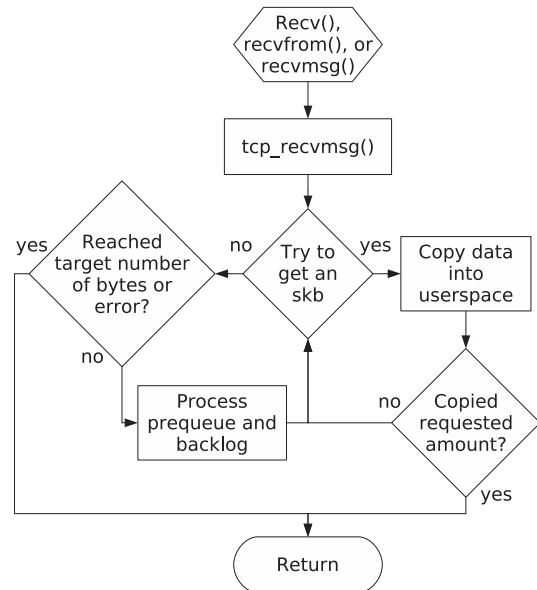 Recv(),
recvfrom(), or
recvmsg()
tcp_recvmsg()
yes
Reached
target number
of bytes or
error?
no
Try to
get an
skb
yes
Copy data
into
userspace
no
Process
prequeue and
backlog
no
Copied
requested
amount?
yes
Return